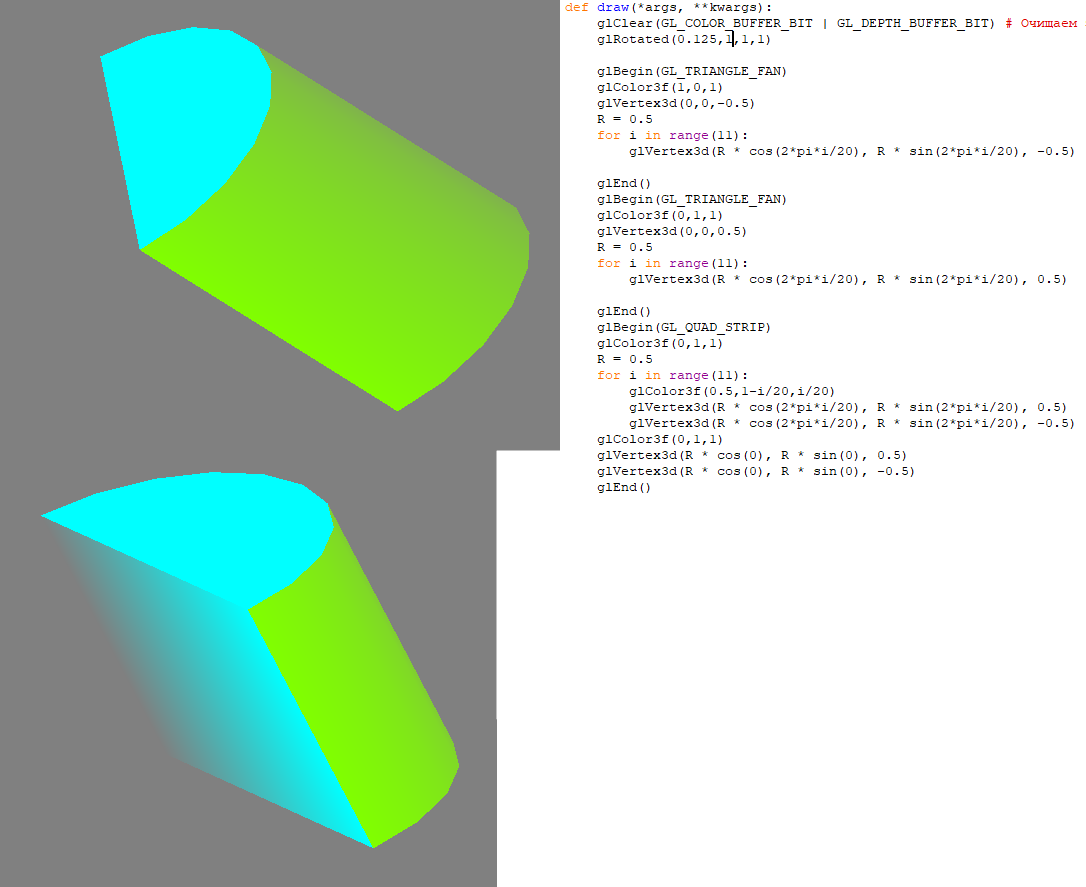 def draw(*args, **kwargs):
    glClear(GL_COLOR_BUFFER_BIT | GL_DEPTH_BUFFER_BIT) # Очищаем
    glRotated(0.125,1,1,1)

    glBegin(GL_TRIANGLE_FAN)
    glColor3f(1,0,1)
    glVertex3d(0,0,-0.5)
    R = 0.5
    for i in range(11):
        glVertex3d(R * cos(2*pi*i/20), R * sin(2*pi*i/20), -0.5)

    glEnd()
    glBegin(GL_TRIANGLE_FAN)
    glColor3f(0,1,1)
    glVertex3d(0,0,0.5)
    R = 0.5
    for i in range(11):
        glVertex3d(R * cos(2*pi*i/20), R * sin(2*pi*i/20), 0.5)

    glEnd()
    glBegin(GL_QUAD_STRIP)
    glColor3f(0,1,1)
    R = 0.5
    for i in range(11):
        glColor3f(0.5,1-i/20,i/20)
        glVertex3d(R * cos(2*pi*i/20), R * sin(2*pi*i/20), 0.5)
        glVertex3d(R * cos(2*pi*i/20), R * sin(2*pi*i/20), -0.5)
    glColor3f(0,1,1)
    glVertex3d(R * cos(0), R * sin(0), 0.5)
    glVertex3d(R * cos(0), R * sin(0), -0.5)
    glEnd()